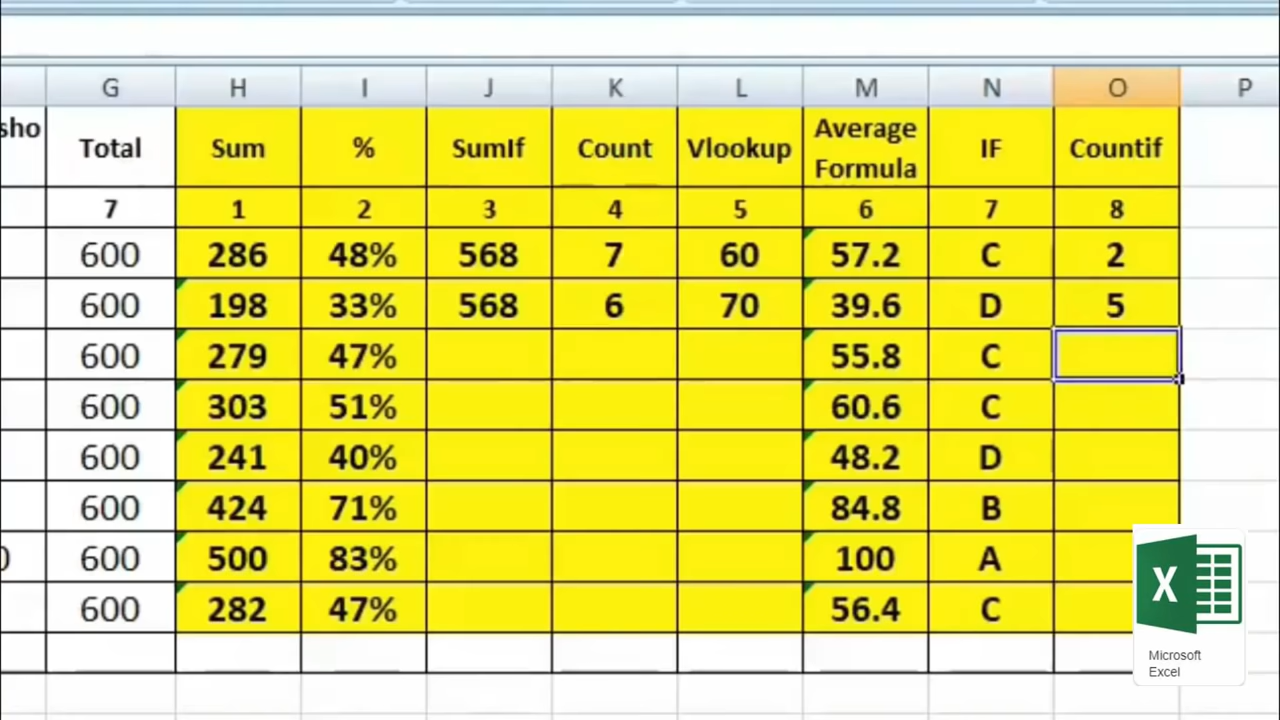 G H I J K L M N O P
sho Total Sum % SumIf Count Vlookup Average Formula IF Countif
7 1 2 3 4 5 6 7 8
600 286 48% 568 7 60 57.2 C 2
600 198 33% 568 6 70 39.6 D 5
600 279 47% 55.8 C
600 303 51% 60.6 C
600 241 40% 48.2 D
600 424 71% 84.8 B
0 600 500 83% 100 A
600 282 47% 56.4 C
X
Microsoft
Excel